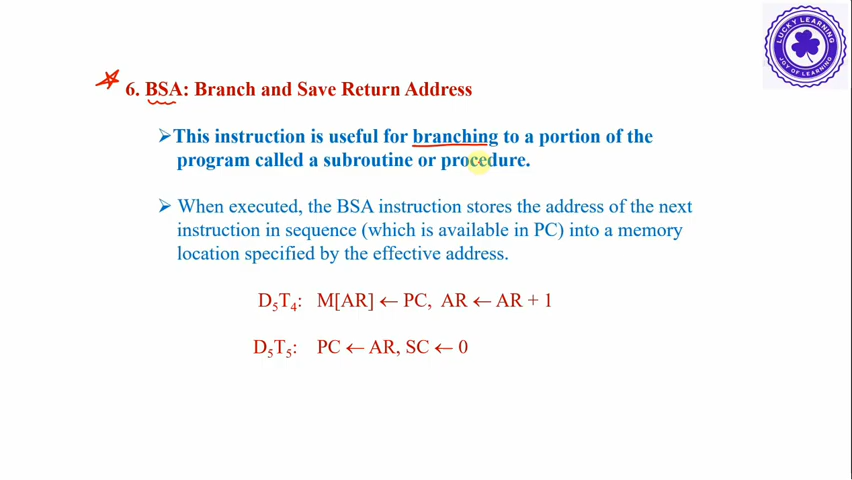 LUCKY LEARNING
JOY OF LEARNING
6. BSA: Branch and Save Return Address
➢This instruction is useful for branching to a portion of the
program called a subroutine or procedure.
➢ When executed, the BSA instruction stores the address of the next
instruction in sequence (which is available in PC) into a memory
location specified by the effective address.
D₅T₄: M[AR] ← PC, AR ← AR + 1
D₅T₅: PC ← AR, SC ← 0